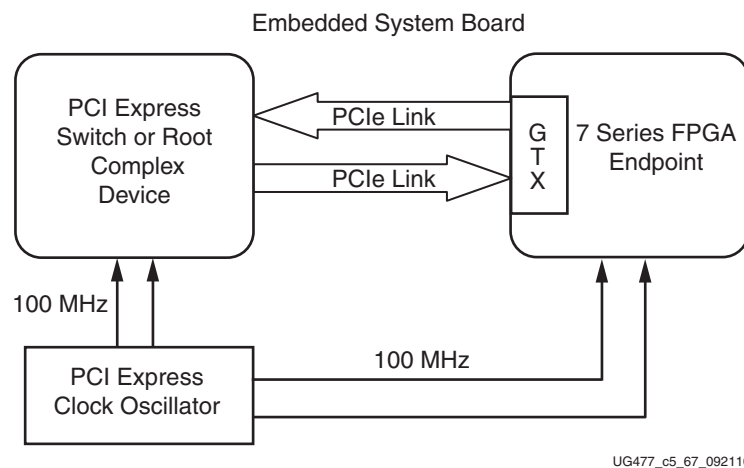 Embedded System Board
PCI Express
Switch or Root
Complex
Device
PCIe Link
PCIe Link
G
T
X
7 Series FPGA
Endpoint
100 MHz
PCI Express
Clock Oscillator
100 MHz